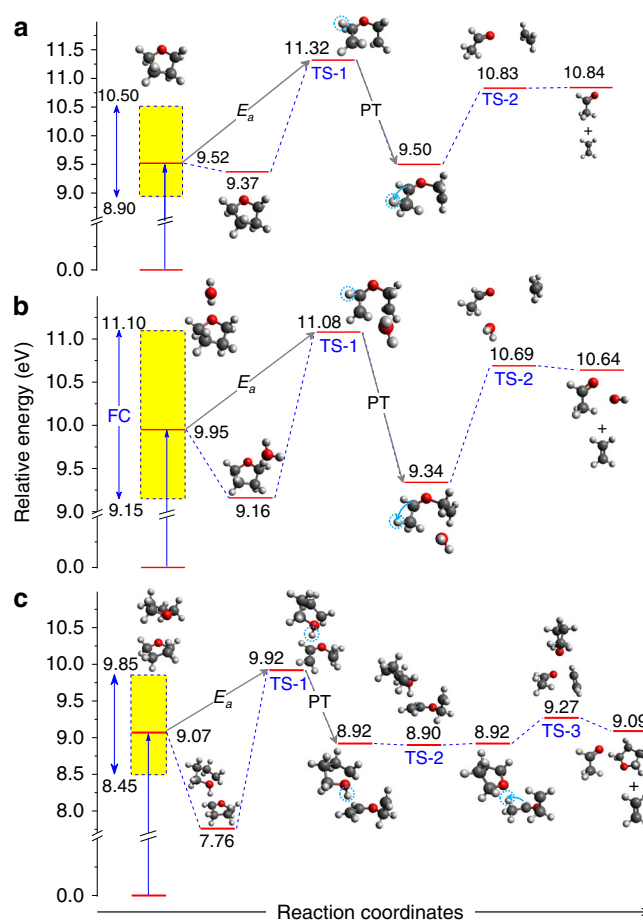 a
11.5
11.0
10.5
10.0
9.5
9.0
0.0
10.50
8.90
9.52
9.37
E_a
11.32
TS-1
PT
9.50
10.83
TS-2
10.84
+
b
Relative energy (eV)
11.0
10.5
10.0
9.5
9.0
0.0
11.10
FC
9.15
9.95
9.16
E_a
11.08
TS-1
PT
9.34
10.69
TS-2
10.64
+
c
10.5
10.0
9.5
9.0
8.5
8.0
0.0
9.85
8.45
9.07
7.76
E_a
9.92
TS-1
PT
8.92
8.90
TS-2
8.92
9.27
TS-3
9.09
+
Reaction coordinates